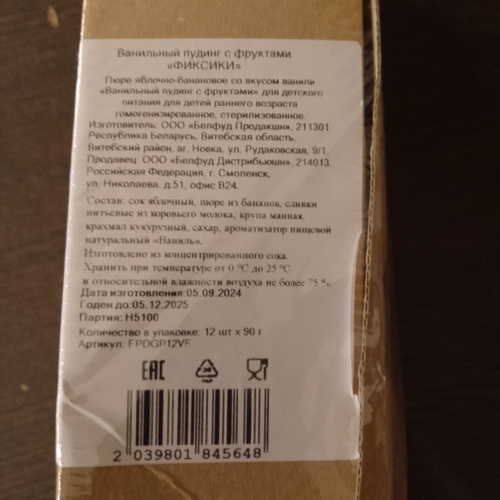 Ванильный пудинг с фруктами
«ФИКСИКИ»
Пюре яблочно-банановое со вкусом ванили
«Ванильный пудинг с фруктами» для детского
питания для детей раннего возраста
гомогенизированное, стерилизованное.
Изготовитель: ООО «Белфуд Продакшн», 211301,
Республика Беларусь, Витебская область,
Витебский район, аг. Новка, ул. Рудаковская, 9/1.
Продавец: ООО «Белфуд Дистрибьюшн», 214013,
Российская Федерация, г. Смоленск,
ул. Николаева, д.51, офис В24.
Состав: сок яблочный, пюре из бананов, сливки
питьевые из коровьего молока, крупа манная,
крахмал кукурузный, сахар, ароматизатор пищевой
натуральный «Ваниль».
Изготовлено из концентрированного сока.
Хранить при температуре от 0 °С до 25 °С
и относительной влажности воздуха не более 75 %.
Дата изготовления:05.09.2024
Годен до:05.12.2025
Партия: H5100
Количество в упаковке: 12 шт x 90 г
Артикул: FPDGP12VF
EAC
2 039801 845648